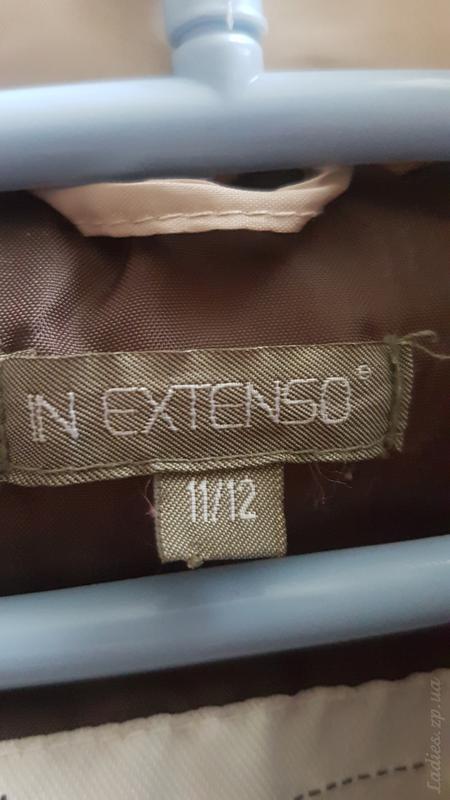 IN EXTENSO®
11/12
Ladies.zp.ua